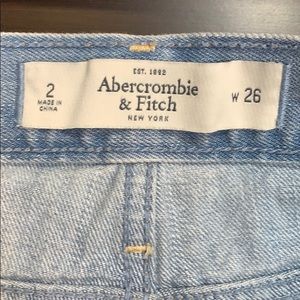 EST. 1892
2
MADE IN
CHINA
Abercrombie
& Fitch
NEW YORK
W 26